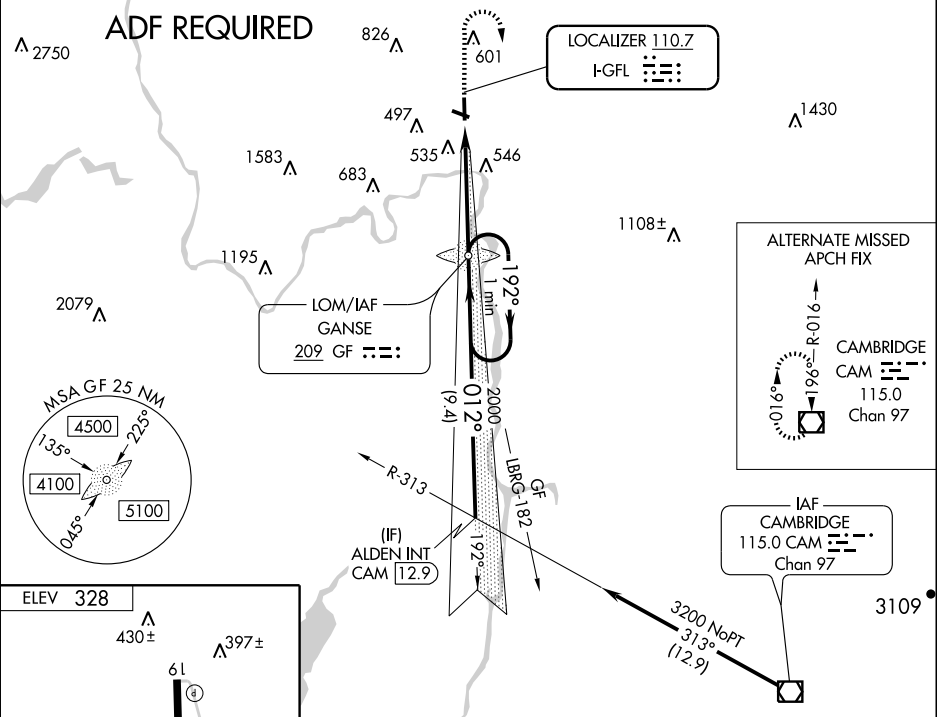 ADF REQUIRED
2750
826
601
LOCALIZER 110.7
I-GFL
1430
497
535
546
1583
683
1108±
1195
2079
LOM/IAF
GANSE
209 GF
192°
1 min
ALTERNATE MISSED
APCH FIX
R-016
196°
016°
CAMBRIDGE
CAM
115.0
Chan 97
MSA GF 25 NM
4500
135°
225°
4100
5100
045°
2000
012°
(9.4)
R-313
GF
LBRG-182
(IF)
ALDEN INT
CAM 12.9
192°
IAF
CAMBRIDGE
115.0 CAM
Chan 97
3109
3200 NoPT
313°
(12.9)
ELEV 328
430±
397±
19
P